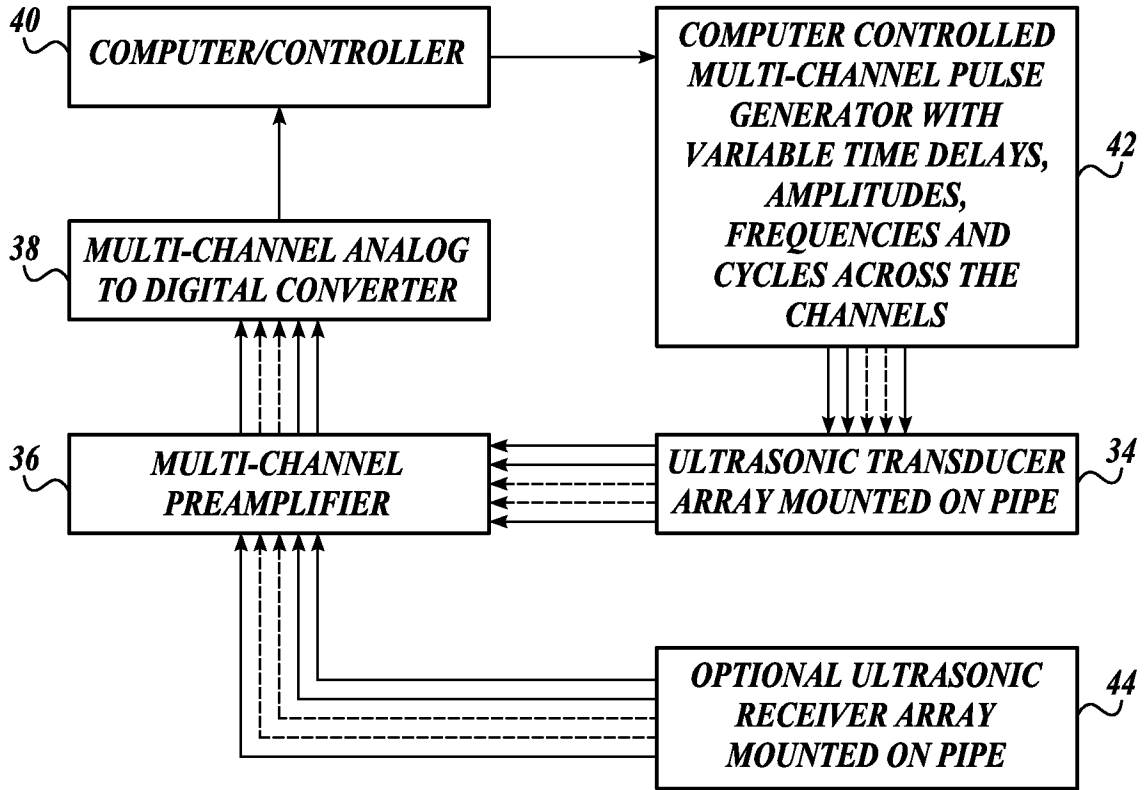 40
COMPUTER/CONTROLLER
COMPUTER CONTROLLED
MULTI-CHANNEL PULSE
GENERATOR WITH
VARIABLE TIME DELAYS,
AMPLITUDES,
FREQUENCIES AND
CYCLES ACROSS THE
CHANNELS
42
38
MULTI-CHANNEL ANALOG
TO DIGITAL CONVERTER
36
MULTI-CHANNEL
PREAMPLIFIER
ULTRASONIC TRANSDUCER
ARRAY MOUNTED ON PIPE
34
OPTIONAL ULTRASONIC
RECEIVER ARRAY
MOUNTED ON PIPE
44